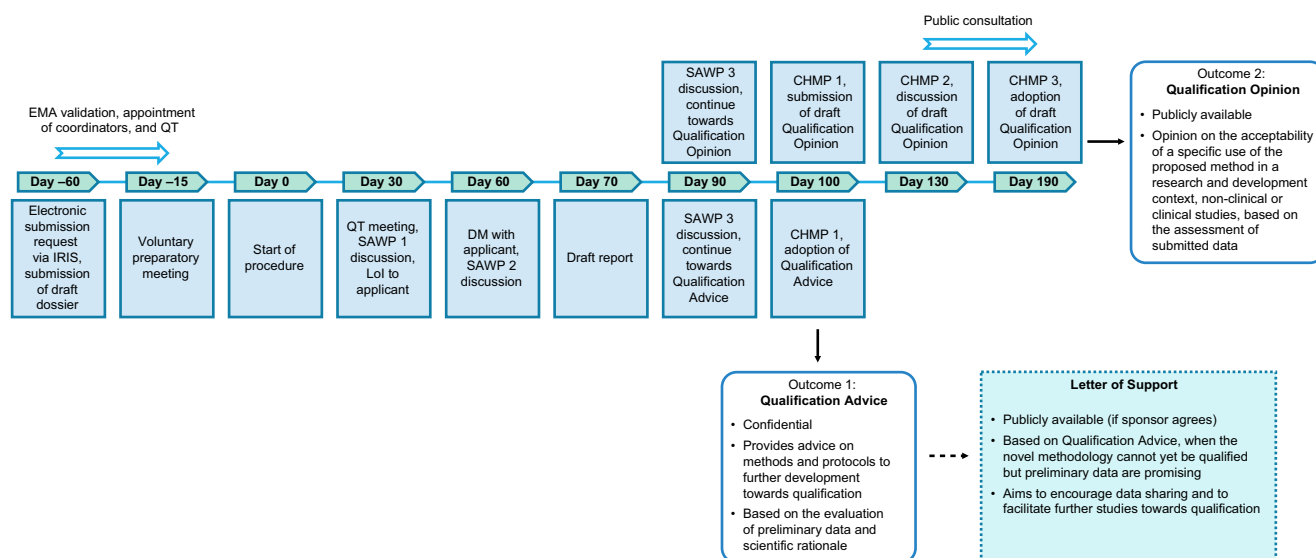 Public consultation
EMA validation, appointment
of coordinators, and QT
SAWP 3
discussion,
continue
towards
Qualification
Opinion
CHMP 1,
submission
of draft
Qualification
Opinion
CHMP 2,
discussion
of draft
Qualification
Opinion
CHMP 3,
adoption
of draft
Qualification
Opinion
Outcome 2:
Qualification Opinion
• Publicly available
• Opinion on the acceptability
of a specific use of the
proposed method in a
research and development
context, non-clinical or
clinical studies, based on
the assessment of
submitted data
Day –60
Day –15
Day 0
Day 30
Day 60
Day 70
Day 90
Day 100
Day 130
Day 190
Electronic
submission
request
via IRIS,
submission
of draft
dossier
Voluntary
preparatory
meeting
Start of
procedure
QT meeting,
SAWP 1
discussion,
LoI to
applicant
DM with
applicant,
SAWP 2
discussion
Draft report
SAWP 3
discussion,
continue
towards
Qualification
Advice
CHMP 1,
adoption of
Qualification
Advice
Outcome 1:
Qualification Advice
• Confidential
• Provides advice on
methods and protocols to
further development
towards qualification
• Based on the evaluation
of preliminary data and
scientific rationale
Letter of Support
• Publicly available (if sponsor agrees)
• Based on Qualification Advice, when the
novel methodology cannot yet be qualified
but preliminary data are promising
• Aims to encourage data sharing and to
facilitate further studies towards qualification